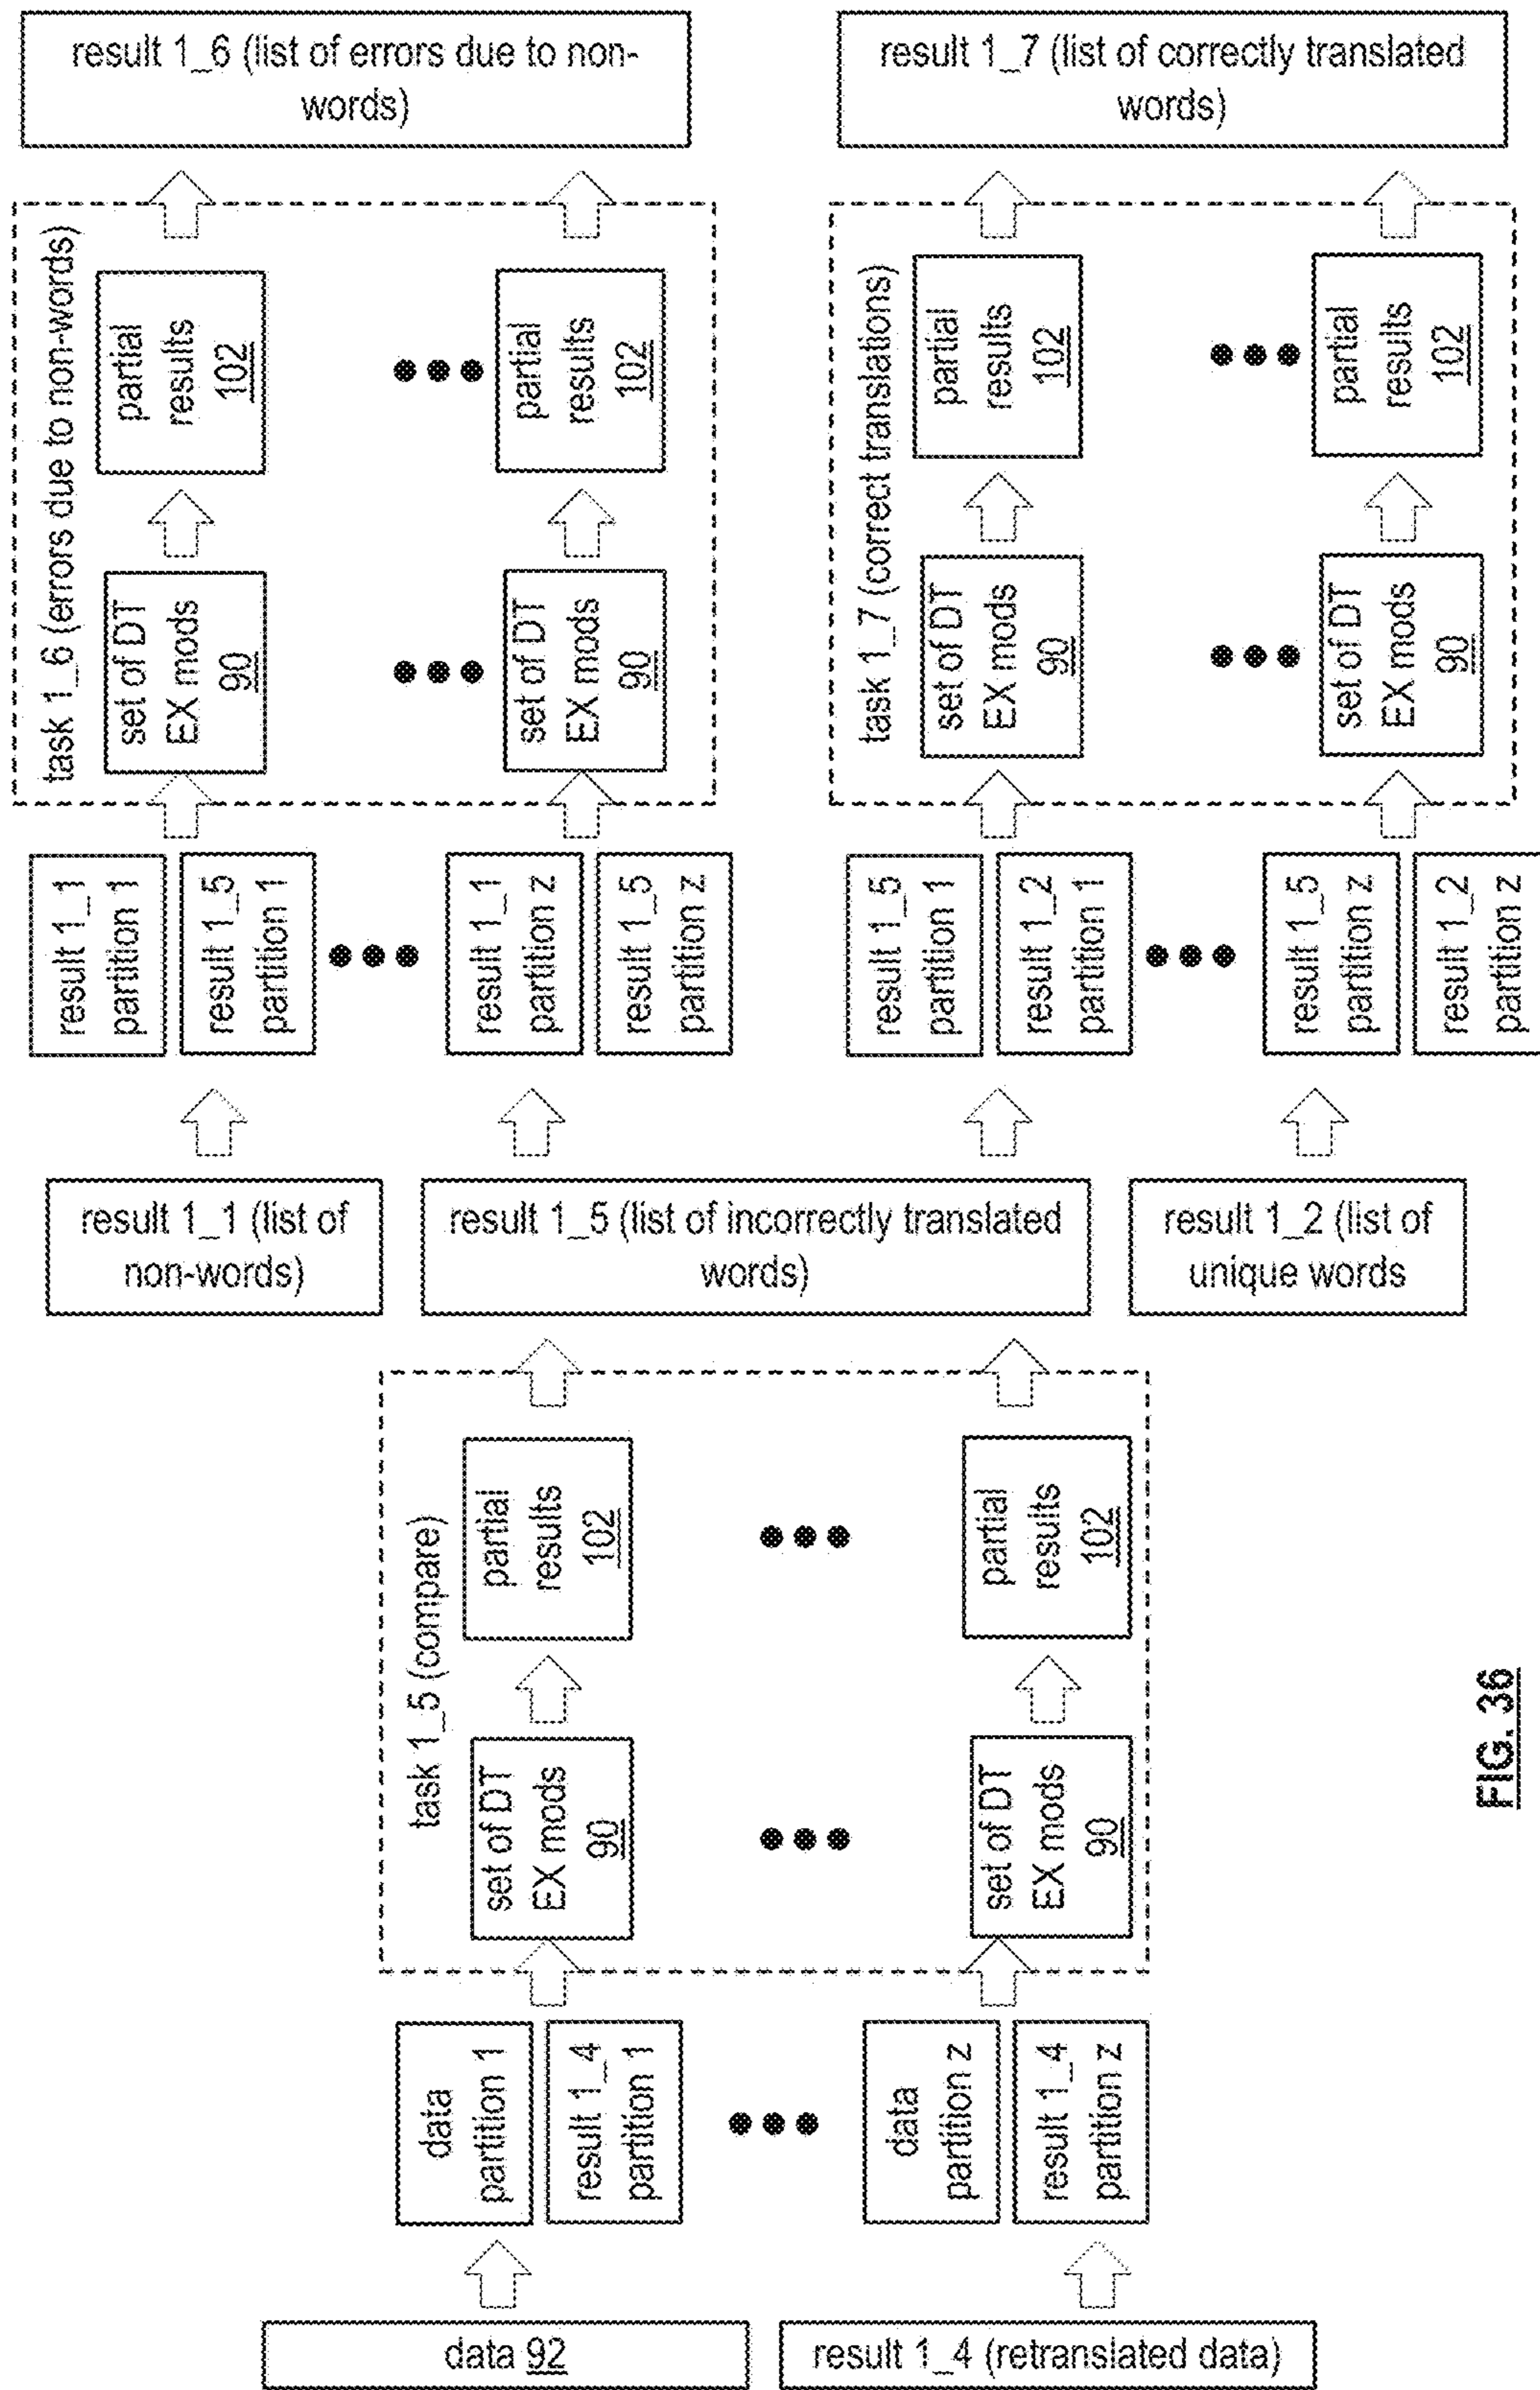 data 92
result 1_4 (retranslated data)
data
partition 1
result 1_4
partition 1
data
partition z
result 1_4
partition z
task 1_5 (compare)
set of DT
EX mods
90
partial
results
102
set of DT
EX mods
90
partial
results
102
result 1_1 (list of
non-words)
result 1_5 (list of incorrectly translated
words)
result 1_2 (list of
unique words
result 1_1
partition 1
result 1_5
partition 1
result 1_1
partition z
result 1_5
partition z
task 1_6 (errors due to non-words)
set of DT
EX mods
90
partial
results
102
set of DT
EX mods
90
partial
results
102
result 1_6 (list of errors due to non-
words)
result 1_5
partition 1
result 1_2
partition 1
result 1_5
partition z
result 1_2
partition z
task 1_7 (correct translations)
set of DT
EX mods
90
partial
results
102
set of DT
EX mods
90
partial
results
102
result 1_7 (list of correctly translated
words)
FIG. 36